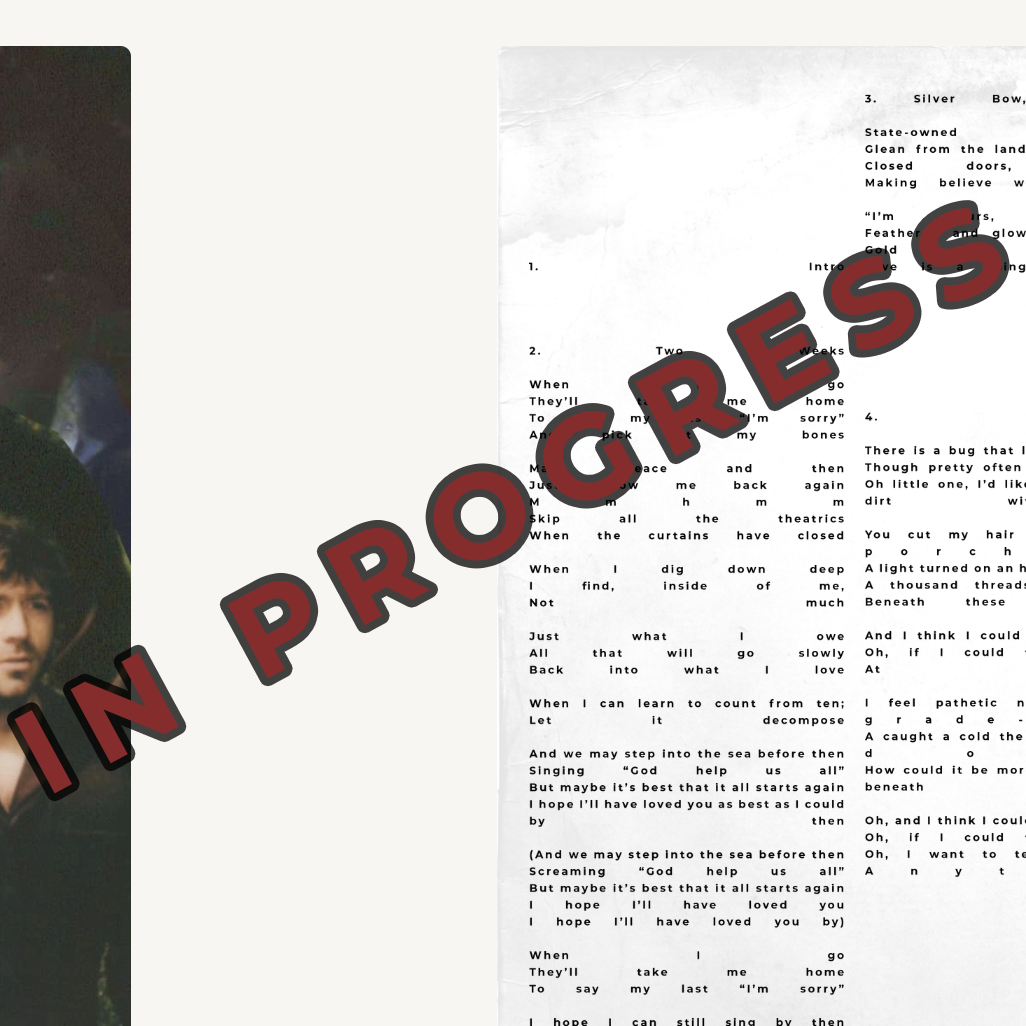 IN PROGRESS
1. Intro
2. Two Weeks
When go
They’ll me home
To my “I’m sorry”
And pick my bones
and then
me back again
M m h m m
Skip all the theatrics
When the curtains have closed
When I dig down deep
I find, inside of me,
Not much
Just what I owe
All that will go slowly
Back into what I love
When I can learn to count from ten;
Let it decompose
And we may step into the sea before then
Singing “God help us all”
But maybe it’s best that it all starts again
I hope I’ll have loved you as best as I could
by then
(And we may step into the sea before then
Screaming “God help us all”
But maybe it’s best that it all starts again
I hope I’ll have loved you
I hope I’ll have loved you by)
When I go
They’ll take me home
To say my last “I’m sorry”
I hope I can still sing by then
3. Silver Bow,
State-owned
Glean from the land
Closed doors,
Making believe
“I’m
Feather and glow
Gold
is a
4.
There is a bug that I
Though pretty often
Oh little one, I’d like
dirt
You cut my hair
p o r c h
A light turned on an
A thousand threads
Beneath these
And I think I could
Oh, if I could
At
I feel pathetic
g r a d e -
A caught a cold the
d o
How could it be
beneath
Oh, and I think I
Oh, if I could
Oh, I want to
A n y t